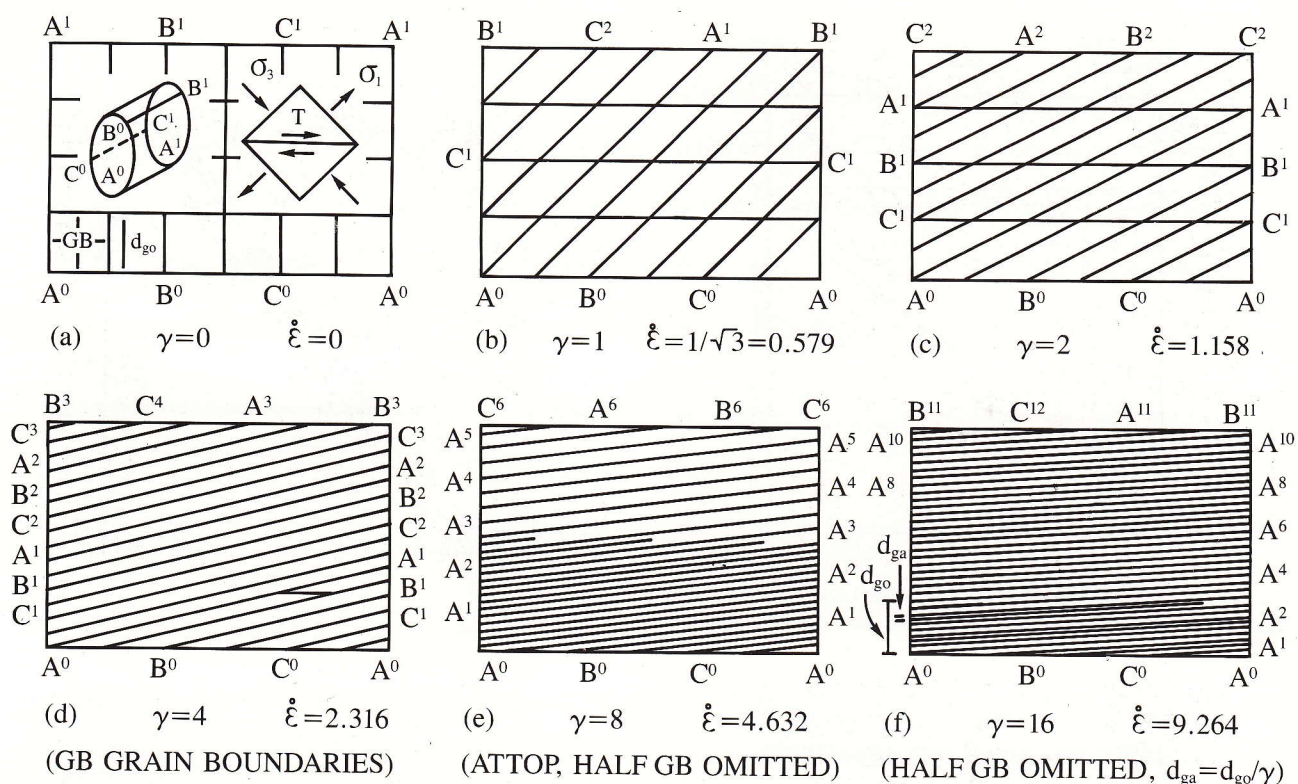 A¹ B¹ C¹ A¹
σ₃ σ₁
B¹
B⁰ C¹ T
C⁰ A⁰ A¹
GB d_go
A⁰ B⁰ C⁰ A⁰
(a) γ=0 ε̊=0
B¹ C² A¹ B¹
C¹ C¹
A⁰ B⁰ C⁰ A⁰
(b) γ=1 ε̊=1/√3=0.579
C² A² B² C²
A¹ A¹
B¹ B¹
C¹ C¹
A⁰ B⁰ C⁰ A⁰
(c) γ=2 ε̊=1.158
B³ C⁴ A³ B³
C³ C³
A² A²
B² B²
C² C²
A¹ A¹
B¹ B¹
C¹ C¹
A⁰ B⁰ C⁰ A⁰
(d) γ=4 ε̊=2.316
(GB GRAIN BOUNDARIES)
C⁶ A⁶ B⁶ C⁶
A⁵ A⁵
A⁴ A⁴
A³ A³
A² A²
A¹ A¹
A⁰ B⁰ C⁰ A⁰
(e) γ=8 ε̊=4.632
(ATTOP, HALF GB OMITTED)
B¹¹ C¹² A¹¹ B¹¹
A¹⁰ A¹⁰
A⁸ A⁸
A⁶
d_ga
A⁴
d_go
A²
A¹
A⁰ B⁰ C⁰ A⁰
(f) γ=16 ε̊=9.264
(HALF GB OMITTED, d_ga=d_go/γ)